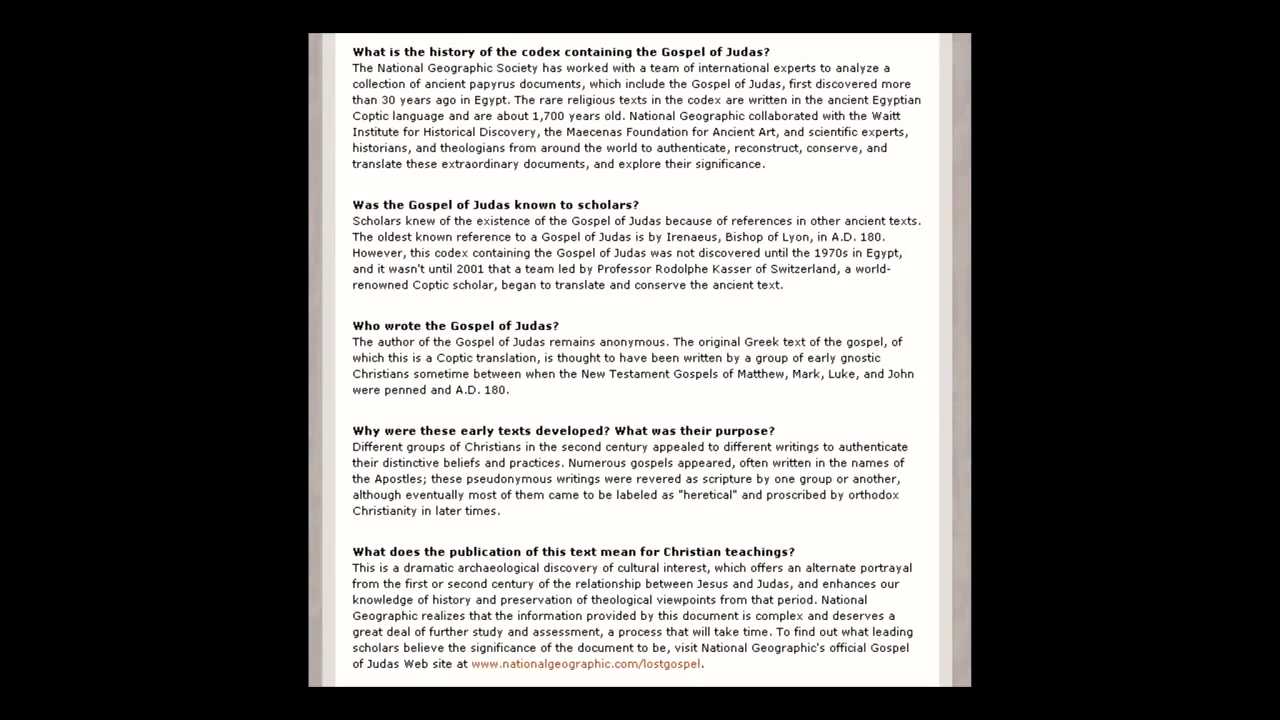 What is the history of the codex containing the Gospel of Judas?
The National Geographic Society has worked with a team of international experts to analyze a
collection of ancient papyrus documents, which include the Gospel of Judas, first discovered more
than 30 years ago in Egypt. The rare religious texts in the codex are written in the ancient Egyptian
Coptic language and are about 1,700 years old. National Geographic collaborated with the Waitt
Institute for Historical Discovery, the Maecenas Foundation for Ancient Art, and scientific experts,
historians, and theologians from around the world to authenticate, reconstruct, conserve, and
translate these extraordinary documents, and explore their significance.
Was the Gospel of Judas known to scholars?
Scholars knew of the existence of the Gospel of Judas because of references in other ancient texts.
The oldest known reference to a Gospel of Judas is by Irenaeus, Bishop of Lyon, in A.D. 180.
However, this codex containing the Gospel of Judas was not discovered until the 1970s in Egypt,
and it wasn't until 2001 that a team led by Professor Rodolphe Kasser of Switzerland, a world-
renowned Coptic scholar, began to translate and conserve the ancient text.
Who wrote the Gospel of Judas?
The author of the Gospel of Judas remains anonymous. The original Greek text of the gospel, of
which this is a Coptic translation, is thought to have been written by a group of early gnostic
Christians sometime between when the New Testament Gospels of Matthew, Mark, Luke, and John
were penned and A.D. 180.
Why were these early texts developed? What was their purpose?
Different groups of Christians in the second century appealed to different writings to authenticate
their distinctive beliefs and practices. Numerous gospels appeared, often written in the names of
the Apostles; these pseudonymous writings were revered as scripture by one group or another,
although eventually most of them came to be labeled as "heretical" and proscribed by orthodox
Christianity in later times.
What does the publication of this text mean for Christian teachings?
This is a dramatic archaeological discovery of cultural interest, which offers an alternate portrayal
from the first or second century of the relationship between Jesus and Judas, and enhances our
knowledge of history and preservation of theological viewpoints from that period. National
Geographic realizes that the information provided by this document is complex and deserves a
great deal of further study and assessment, a process that will take time. To find out what leading
scholars believe the significance of the document to be, visit National Geographic's official Gospel
of Judas Web site at www.nationalgeographic.com/lostgospel.